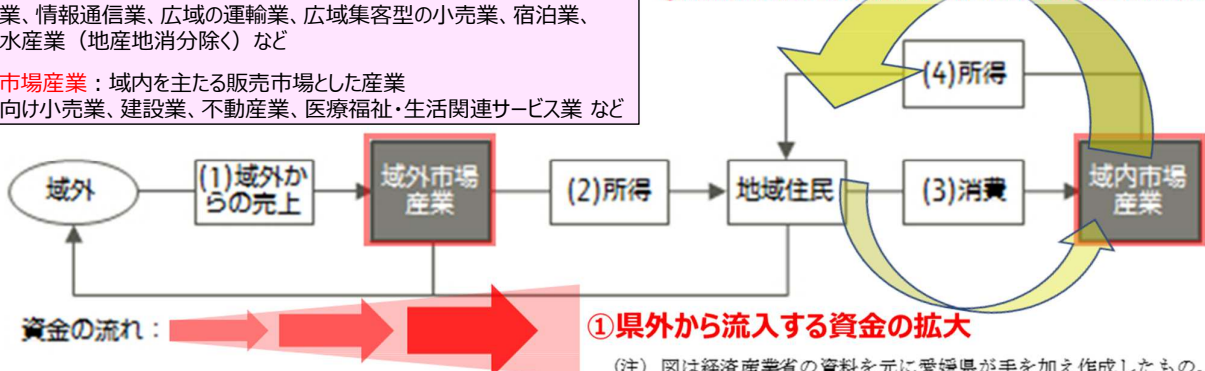 業、情報通信業、広域の運輸業、広域集客型の小売業、宿泊業、
水産業（地産地消分除く）など
市場産業：域内を主たる販売市場とした産業
向け小売業、建設業、不動産業、医療福祉・生活関連サービス業 など
(4)所得
域外
(1)域外か
らの売上
域外市場
産業
(2)所得
地域住民
(3)消費
域内市場
産業
資金の流れ：
①県外から流入する資金の拡大
（注）図は経済産業省の資料を元に愛媛県が手を加え作成したもの。